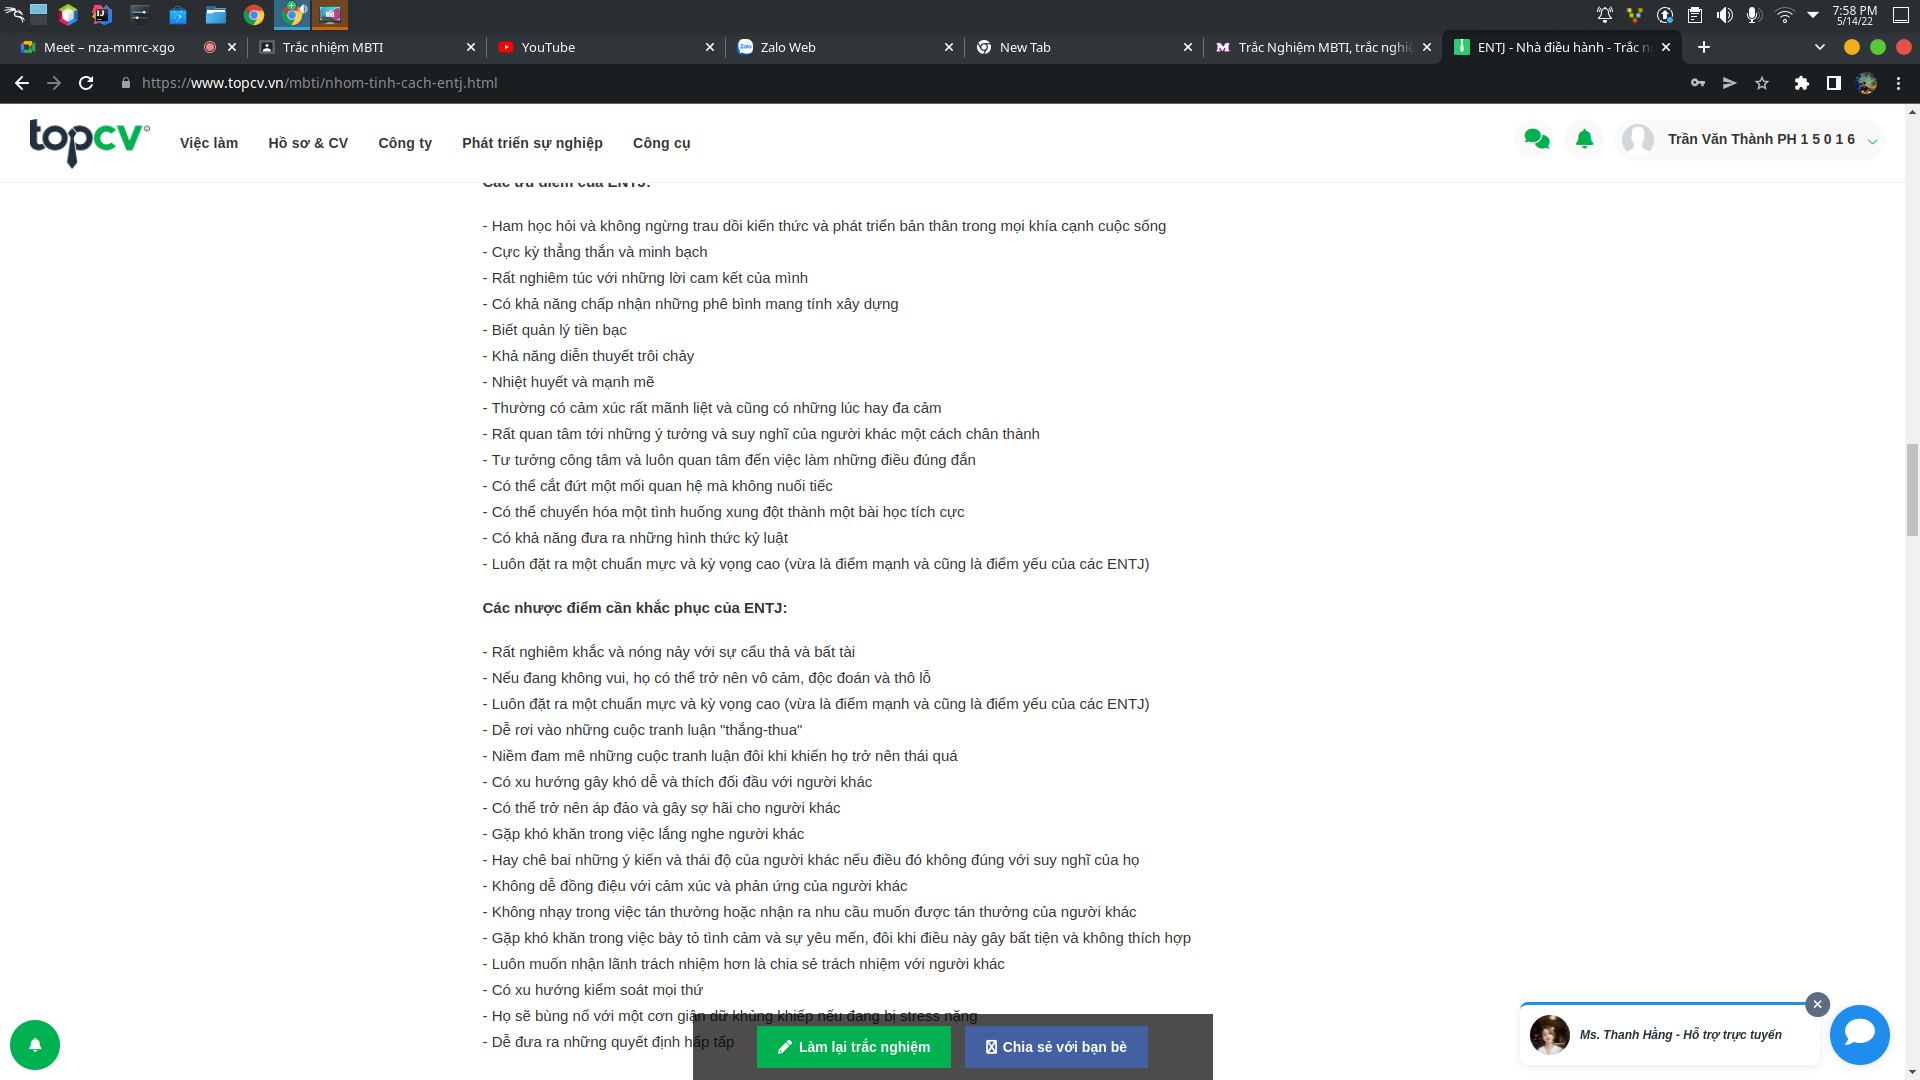 7:58 PM
5/14/22
Meet – nza-mmrc-xgo
Trắc nhiệm MBTI
YouTube
Zalo Web
New Tab
Trắc Nghiệm MBTI, trắc nghiệ
ENTJ - Nhà điều hành - Trắc n
https://www.topcv.vn/mbti/nhom-tinh-cach-entj.html
topcv
Việc làm
Hồ sơ & CV
Công ty
Phát triển sự nghiệp
Công cụ
Trần Văn Thành PH 1 5 0 1 6
Các ưu điểm của ENTJ:
- Ham học hỏi và không ngừng trau dồi kiến thức và phát triển bản thân trong mọi khía cạnh cuộc sống
- Cực kỳ thẳng thắn và minh bạch
- Rất nghiêm túc với những lời cam kết của mình
- Có khả năng chấp nhận những phê bình mang tính xây dựng
- Biết quản lý tiền bạc
- Khả năng diễn thuyết trôi chảy
- Nhiệt huyết và mạnh mẽ
- Thường có cảm xúc rất mãnh liệt và cũng có những lúc hay đa cảm
- Rất quan tâm tới những ý tưởng và suy nghĩ của người khác một cách chân thành
- Tư tưởng công tâm và luôn quan tâm đến việc làm những điều đúng đắn
- Có thể cắt đứt một mối quan hệ mà không nuối tiếc
- Có thể chuyển hóa một tình huống xung đột thành một bài học tích cực
- Có khả năng đưa ra những hình thức kỷ luật
- Luôn đặt ra một chuẩn mực và kỳ vọng cao (vừa là điểm mạnh và cũng là điểm yếu của các ENTJ)
Các nhược điểm cần khắc phục của ENTJ:
- Rất nghiêm khắc và nóng nảy với sự cẩu thả và bất tài
- Nếu đang không vui, họ có thể trở nên vô cảm, độc đoán và thô lỗ
- Luôn đặt ra một chuẩn mực và kỳ vọng cao (vừa là điểm mạnh và cũng là điểm yếu của các ENTJ)
- Dễ rơi vào những cuộc tranh luận "thắng-thua"
- Niềm đam mê những cuộc tranh luận đôi khi khiến họ trở nên thái quá
- Có xu hướng gây khó dễ và thích đối đầu với người khác
- Có thể trở nên áp đảo và gây sợ hãi cho người khác
- Gặp khó khăn trong việc lắng nghe người khác
- Hay chê bai những ý kiến và thái độ của người khác nếu điều đó không đúng với suy nghĩ của họ
- Không dễ đồng điệu với cảm xúc và phản ứng của người khác
- Không nhạy trong việc tán thưởng hoặc nhận ra nhu cầu muốn được tán thưởng của người khác
- Gặp khó khăn trong việc bày tỏ tình cảm và sự yêu mến, đôi khi điều này gây bất tiện và không thích hợp
- Luôn muốn nhận lãnh trách nhiệm hơn là chia sẻ trách nhiệm với người khác
- Có xu hướng kiểm soát mọi thứ
- Họ sẽ bùng nổ với một cơn giận dữ khủng khiếp nếu đang bị stress nặng
- Dễ đưa ra những quyết định hấp tấp
Làm lại trắc nghiệm
Chia sẻ với bạn bè
Ms. Thanh Hằng - Hỗ trợ trực tuyến